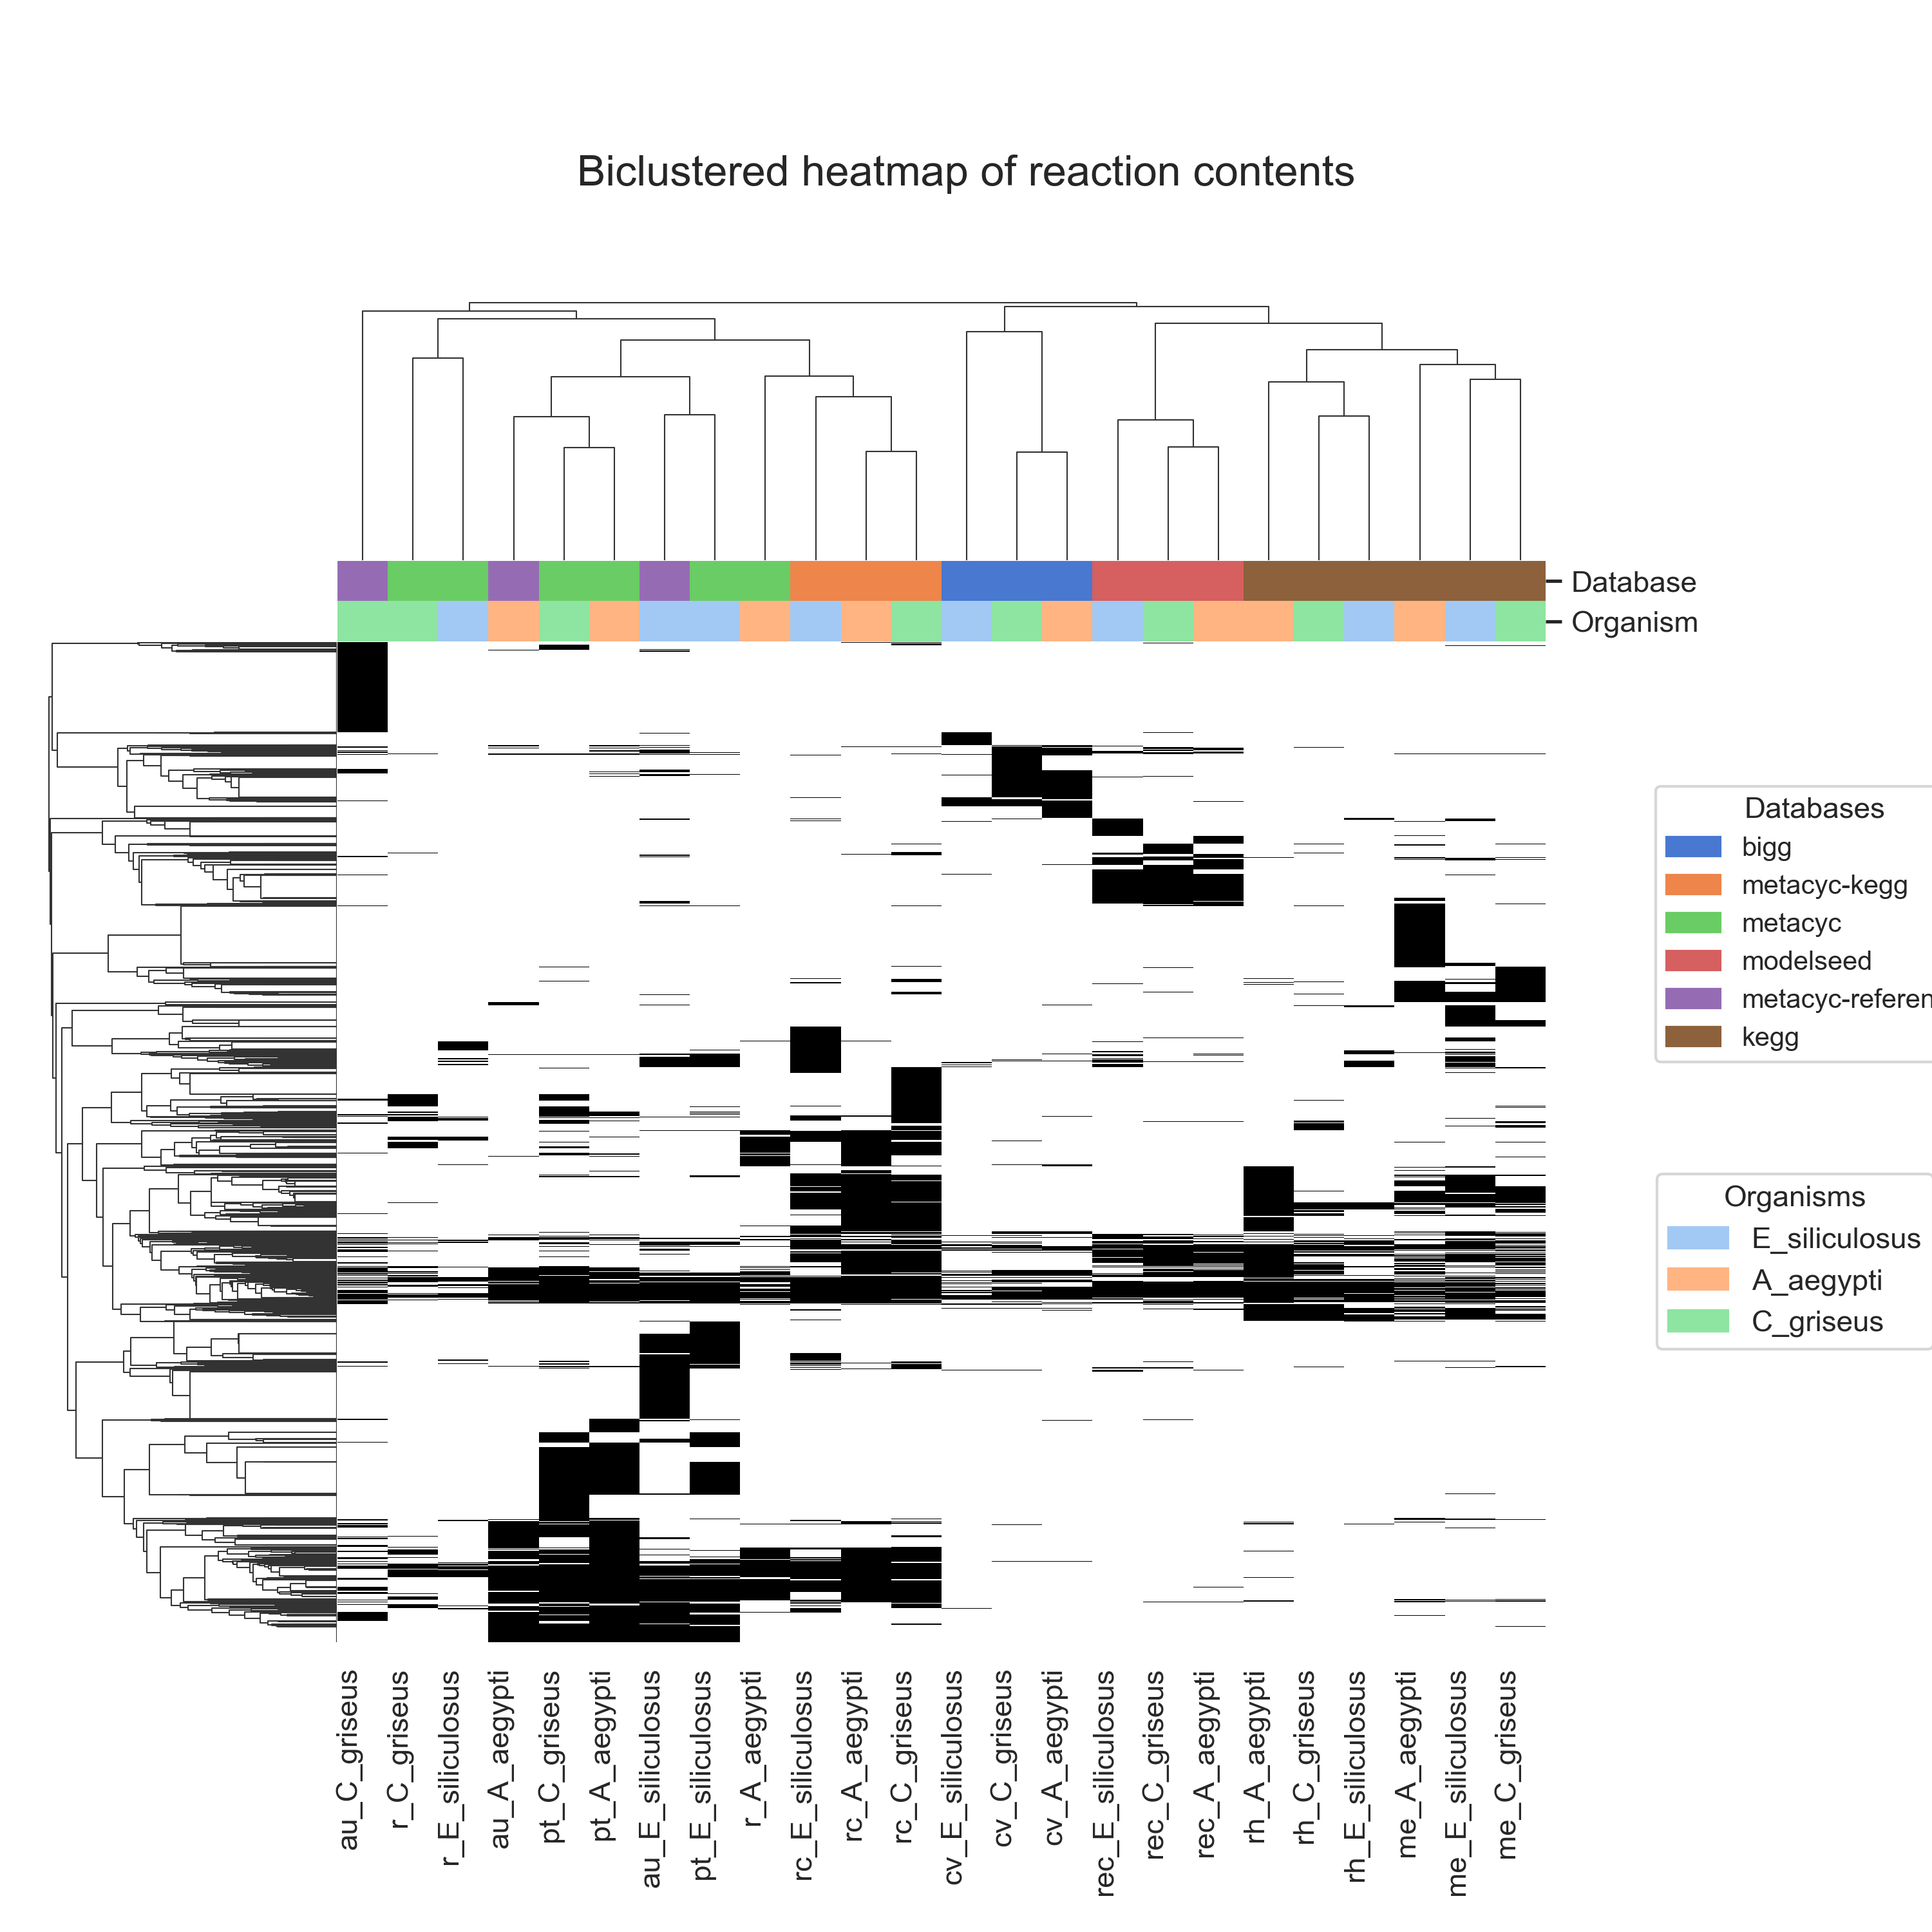 Biclustered heatmap of reaction contents
Database
Organism
Databases
bigg
metacyc-kegg
metacyc
modelseed
metacyc-referen
kegg
Organisms
E_siliculosus
A_aegypti
C_griseus
au_C_griseus
r_C_griseus
r_E_siliculosus
au_A_aegypti
pt_C_griseus
pt_A_aegypti
au_E_siliculosus
pt_E_siliculosus
r_A_aegypti
rc_E_siliculosus
rc_A_aegypti
rc_C_griseus
cv_E_siliculosus
cv_C_griseus
cv_A_aegypti
rec_E_siliculosus
rec_C_griseus
rec_A_aegypti
rh_A_aegypti
rh_C_griseus
rh_E_siliculosus
me_A_aegypti
me_E_siliculosus
me_C_griseus